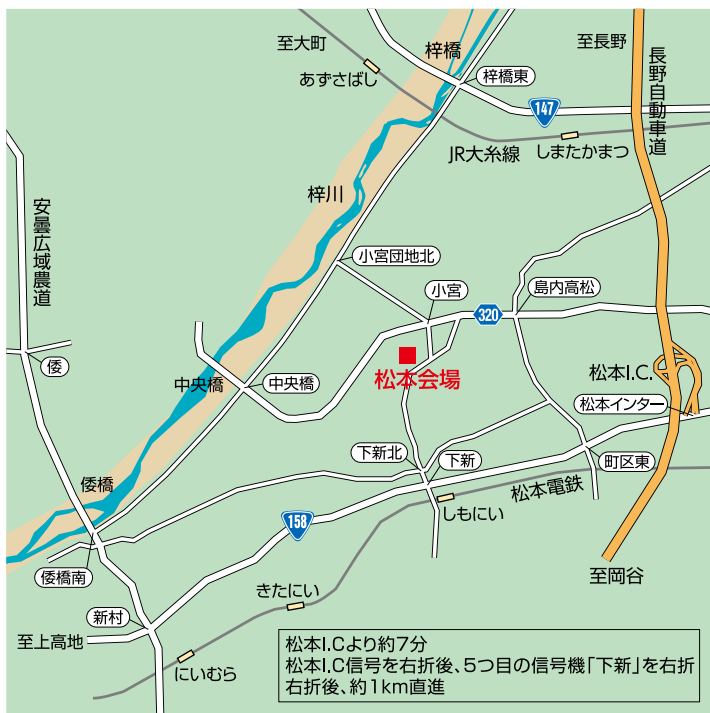 至大町
梓橋
至長野
あずさばし
梓橋東
147
長野自動車道
JR大糸線
しまたかまつ
安曇広域農道
梓川
小宮団地北
小宮
320
島内高松
倭
中央橋
中央橋
松本会場
松本I.C.
松本インター
下新北
下新
町区東
倭橋
しもにい
松本電鉄
158
倭橋南
至岡谷
きたにい
新村
至上高地
にいむら
松本I.Cより約7分
松本I.C信号を右折後、5つ目の信号機「下新」を右折
右折後、約1km直進